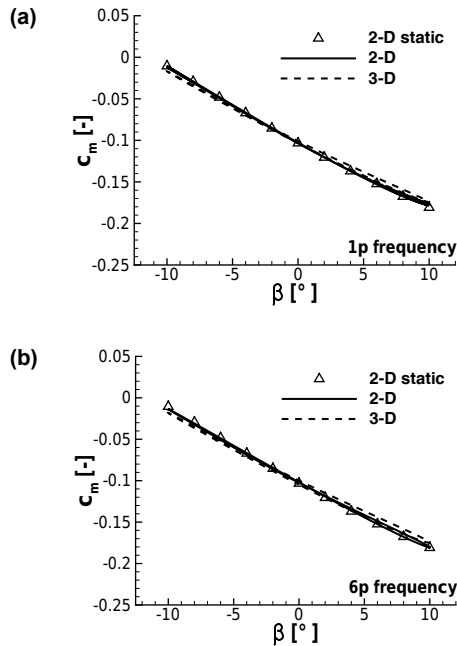 (a)
0.05
0
-0.05
-0.1
-0.15
-0.2
-0.25
c_m [-]
2-D static
2-D
3-D
1p frequency
-10 -5 0 5 10
β [°]
(b)
0.05
0
-0.05
-0.1
-0.15
-0.2
-0.25
c_m [-]
2-D static
2-D
3-D
6p frequency
-10 -5 0 5 10
β [°]